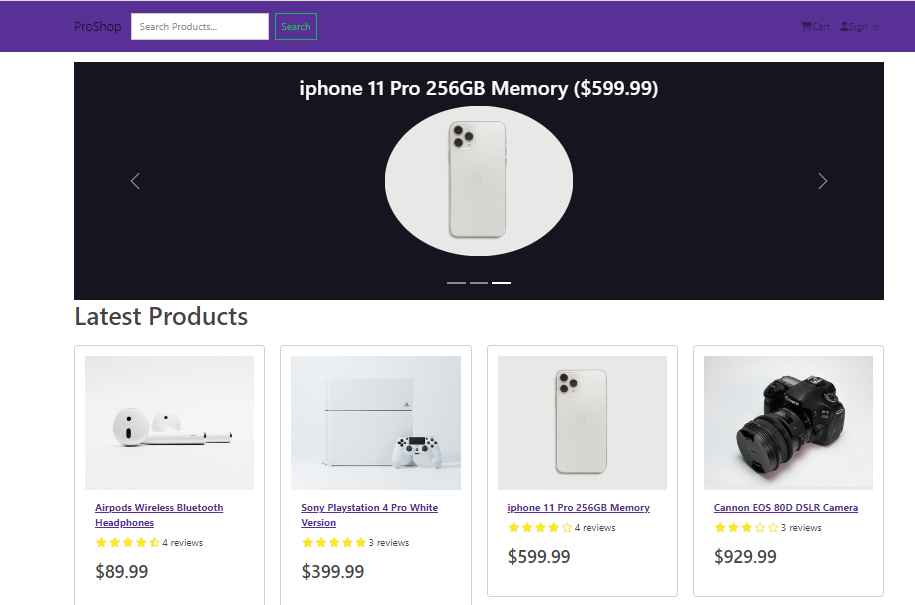 ProShop Search Products... Search Cart Sign In
iphone 11 Pro 256GB Memory ($599.99)
Latest Products
Airpods Wireless Bluetooth
Headphones
4 reviews
$89.99
Sony Playstation 4 Pro White
Version
3 reviews
$399.99
iphone 11 Pro 256GB Memory
4 reviews
$599.99
Cannon EOS 80D DSLR Camera
3 reviews
$929.99